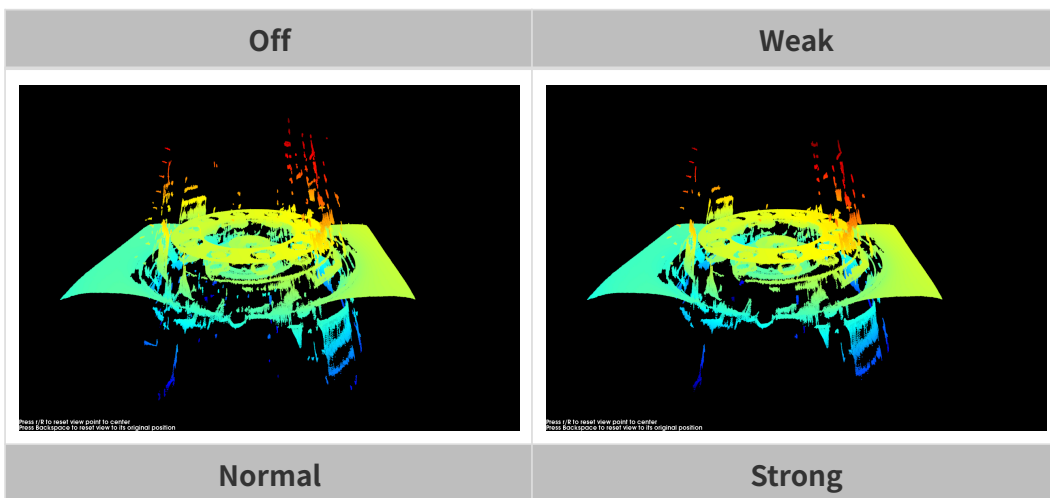 Off
Weak
Press r/R to reset view point to center
Press Backspace to reset view to its original position
Press r/R to reset view point to center
Press Backspace to reset view to its original position
Normal
Strong